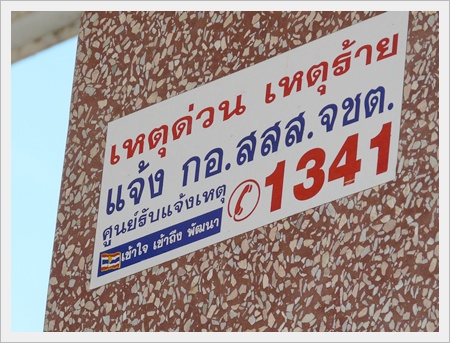 เหตุด่วน เหตุร้าย
แจ้ง กอ.สสส.จชต.
ศูนย์รับแจ้งเหตุ 1341
เข้าใจ เข้าถึง พัฒนา